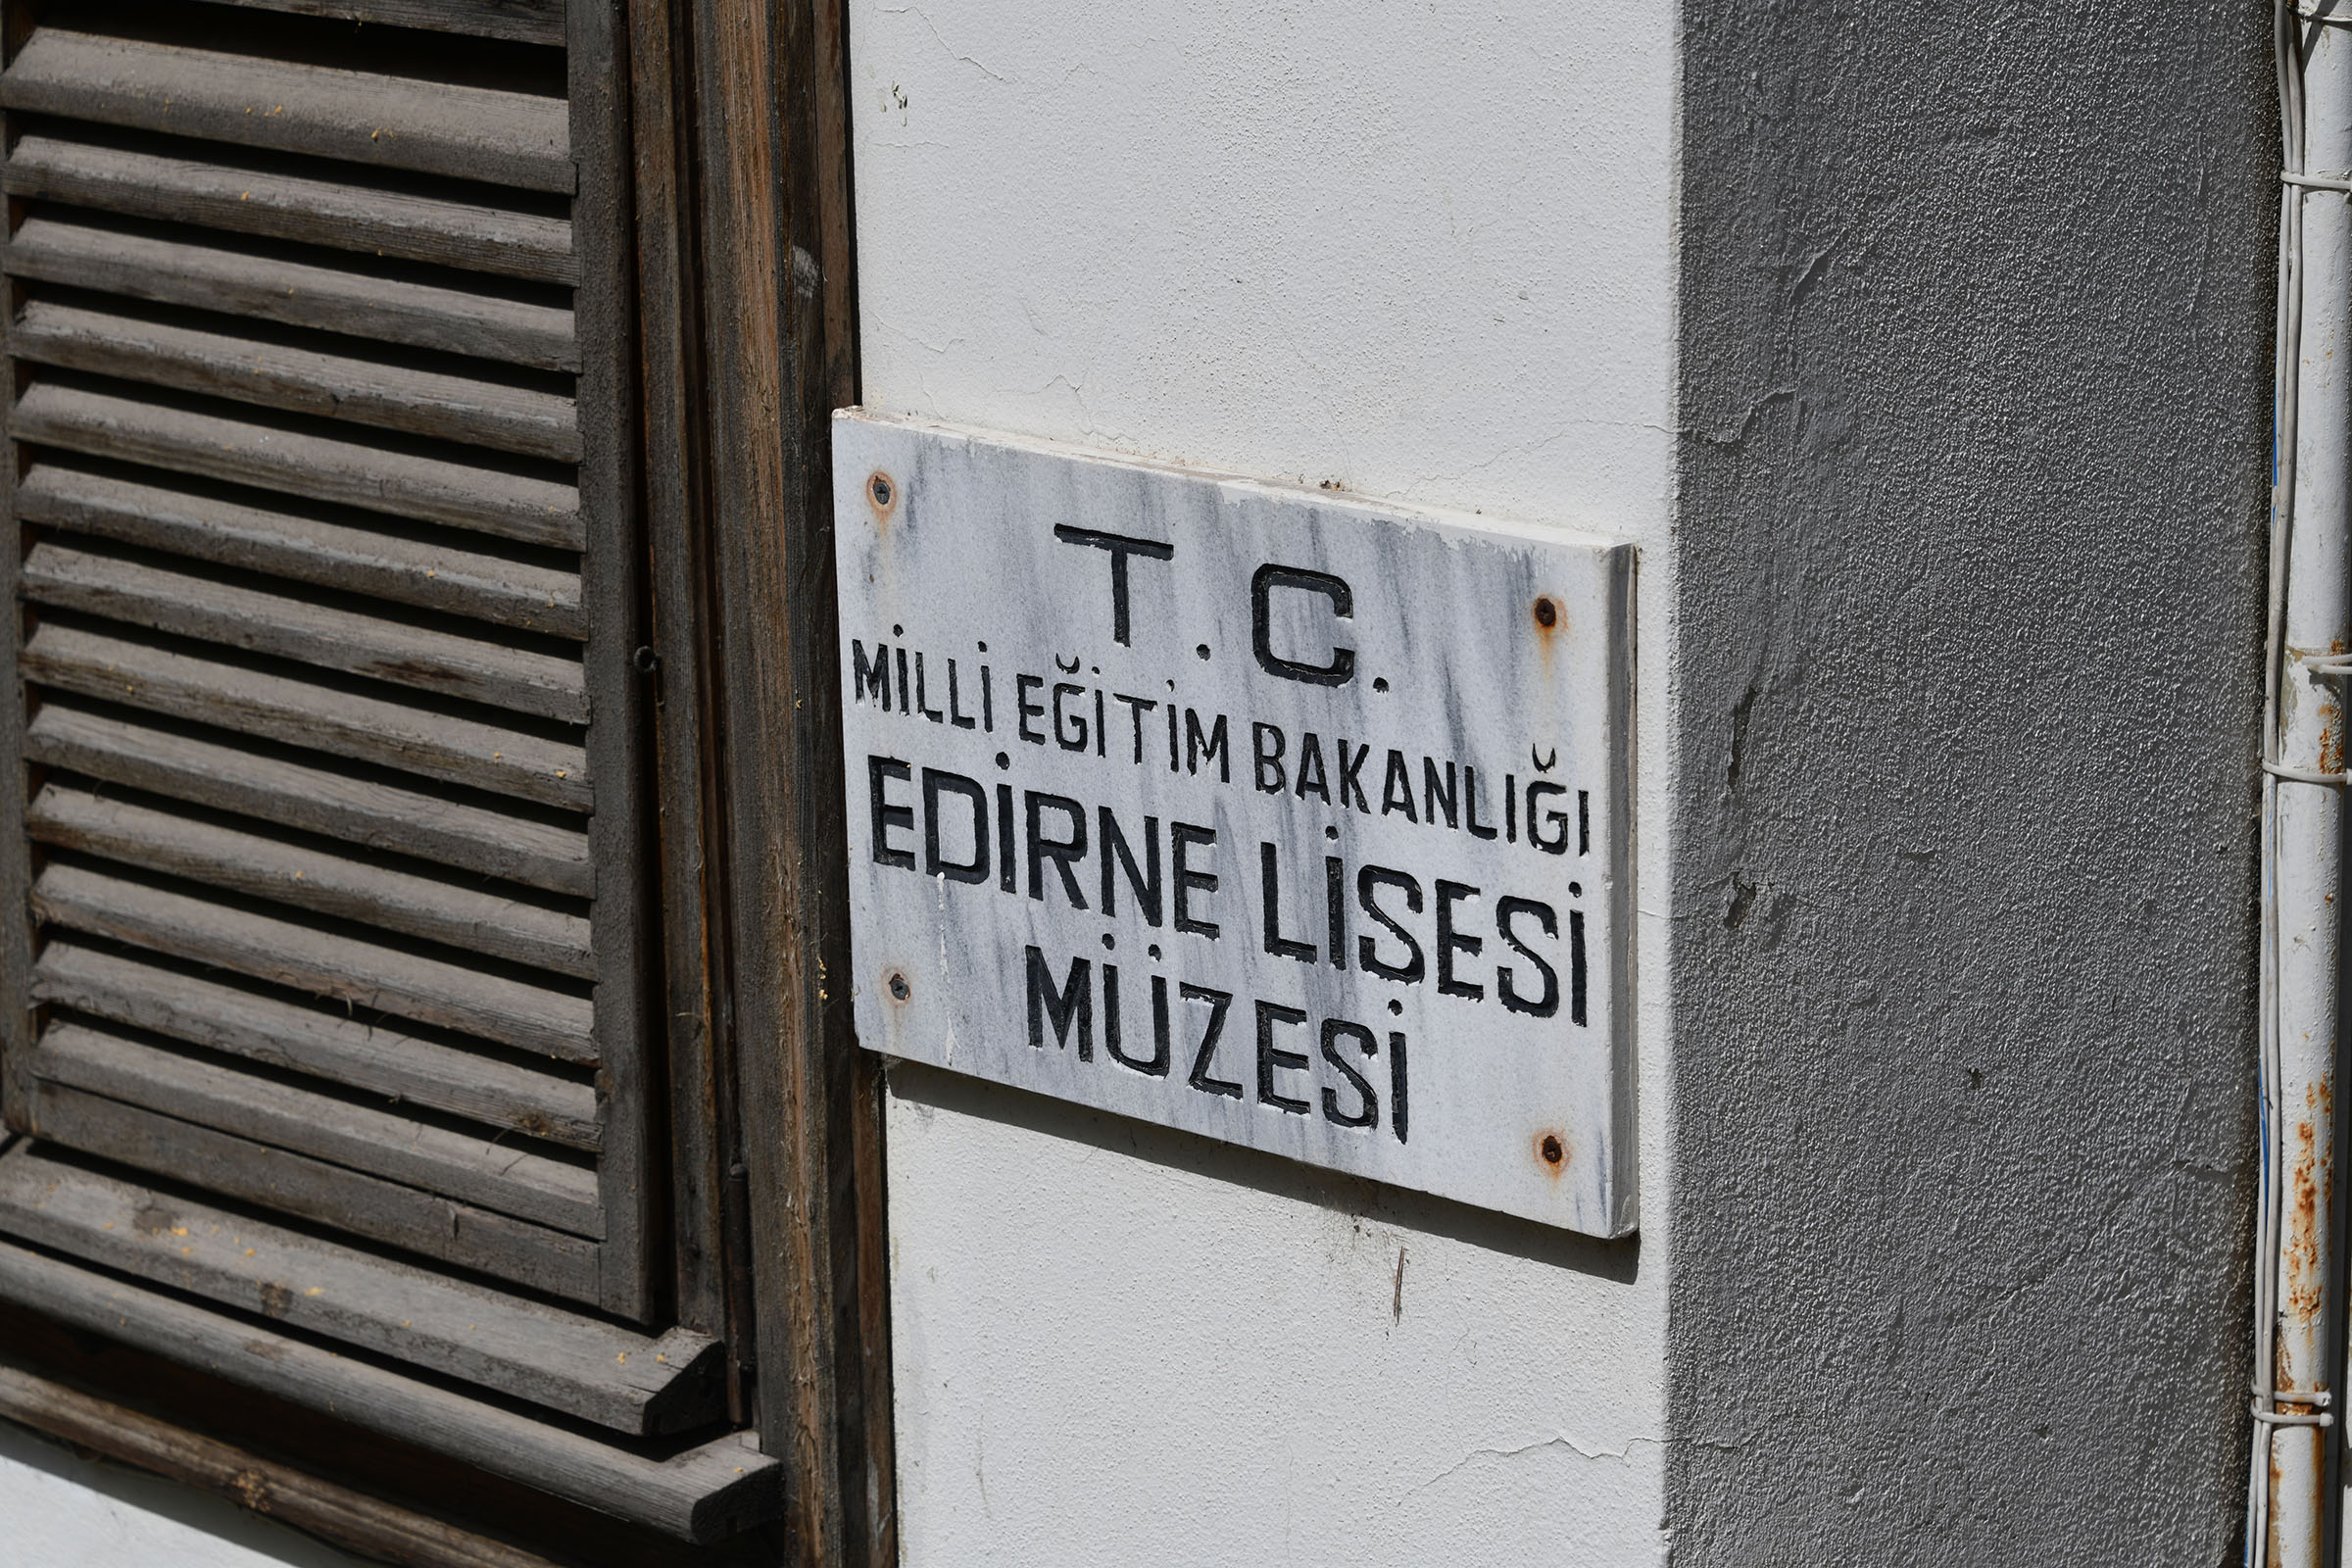 T.C.
MİLLİ EĞİTİM BAKANLIĞI
EDİRNE LİSESİ
MÜZESİ